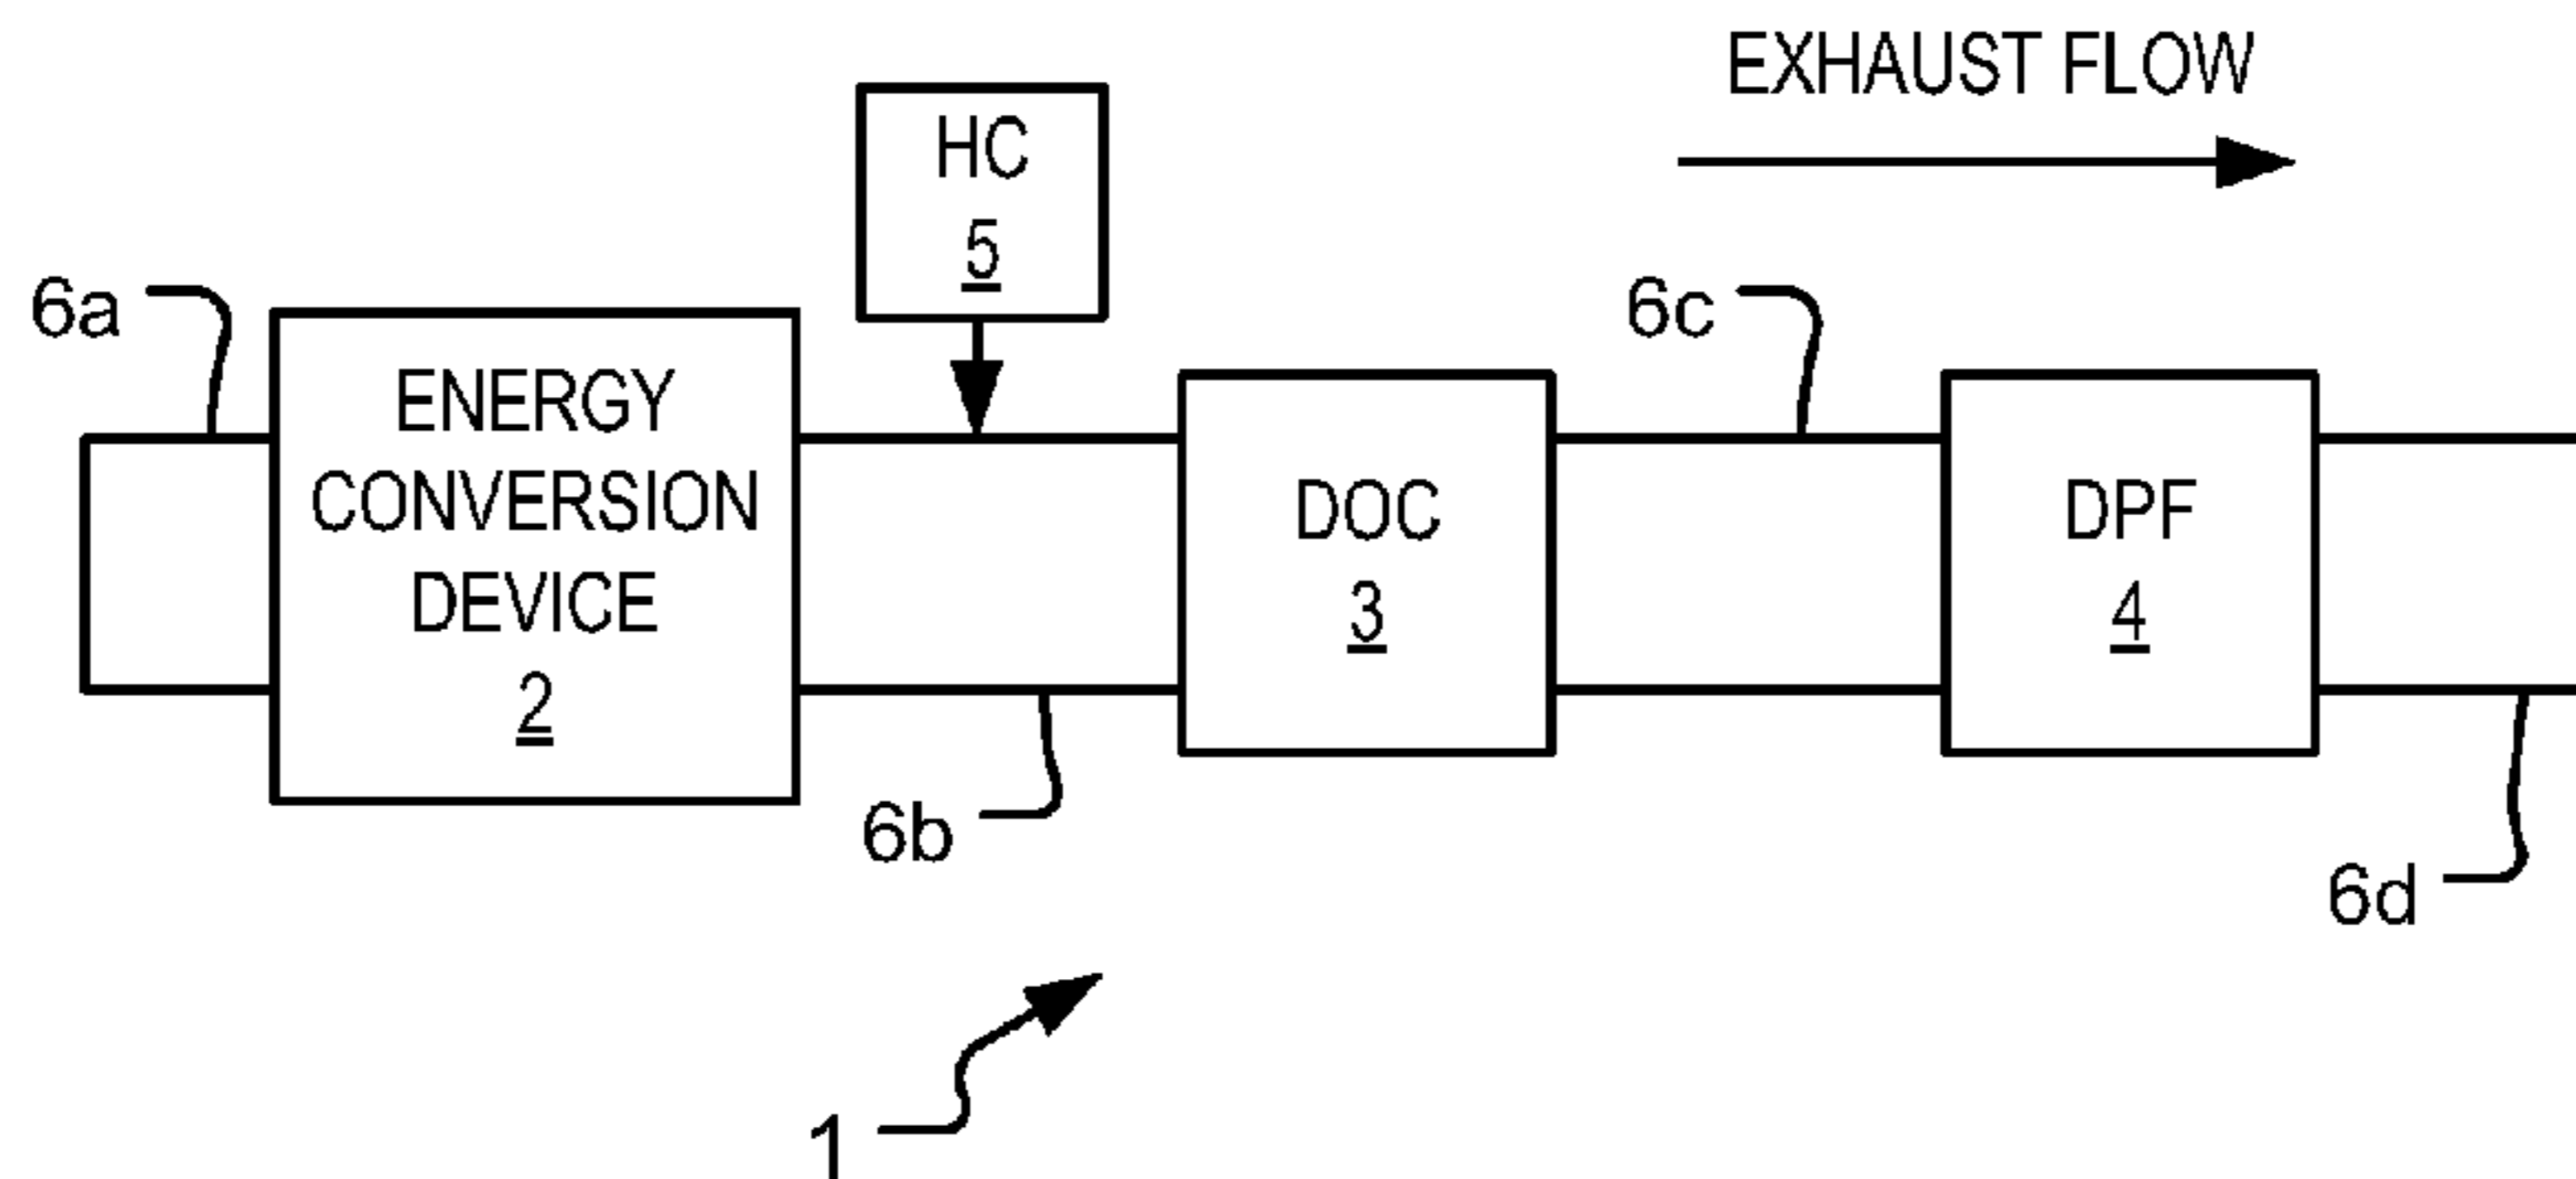 EXHAUST FLOW
HC
5
6a
6c
ENERGY
CONVERSION
DEVICE
2
DOC
3
DPF
4
6b
6d
1